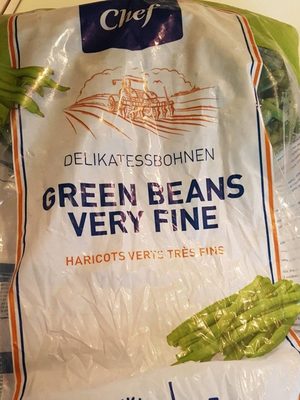 Chef
DELIKATESSBOHNEN
GREEN BEANS
VERY FINE
HARICOTS VERTS TRÈS FINS